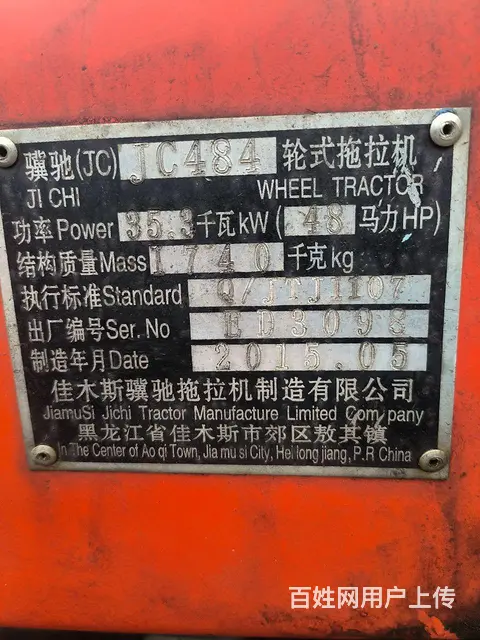 骥驰(JC) JC484 轮式拖拉机
JI CHI WHEEL TRACTOR
功率Power 35.3 千瓦kW ( 48 马力HP)
结构质量Mass 1740 千克kg
执行标准Standard Q/JTJ1107
出厂编号Ser. No ED3098
制造年月Date 2015.05
佳木斯骥驰拖拉机制造有限公司
JiamuSi Jichi Tractor Manufacture Limited Company
黑龙江省佳木斯市郊区敖其镇
In The Center of Ao qi Town, Jia mu si City, Hei long jiang, P.R China
百姓网用户上传